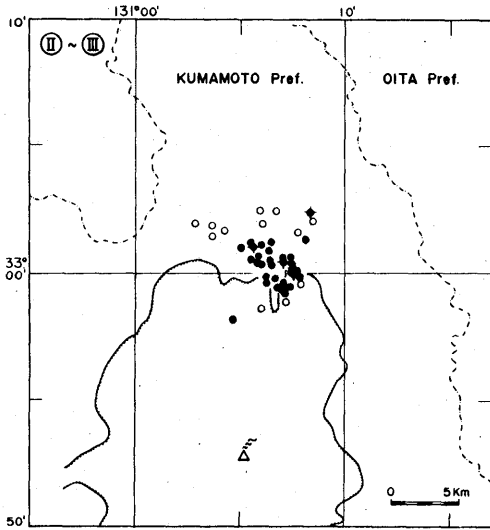 131°00'
10'
10'
Ⅱ ~ Ⅲ
KUMAMOTO Pref.
OITA Pref.
33°
00'
0 5 Km
50'